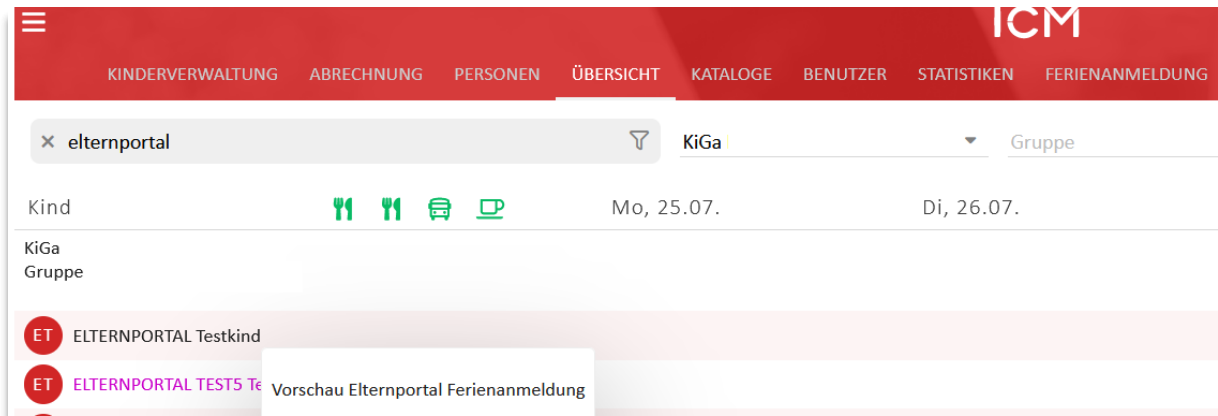 ICM
KINDERVERWALTUNG ABRECHNUNG PERSONEN ÜBERSICHT KATALOGE BENUTZER STATISTIKEN FERIENANMELDUNG
× elternportal KiGa Gruppe
Kind Mo, 25.07. Di, 26.07.
KiGa
Gruppe
ET ELTERNPORTAL Testkind
ET ELTERNPORTAL TEST5
Vorschau Elternportal Ferienanmeldung